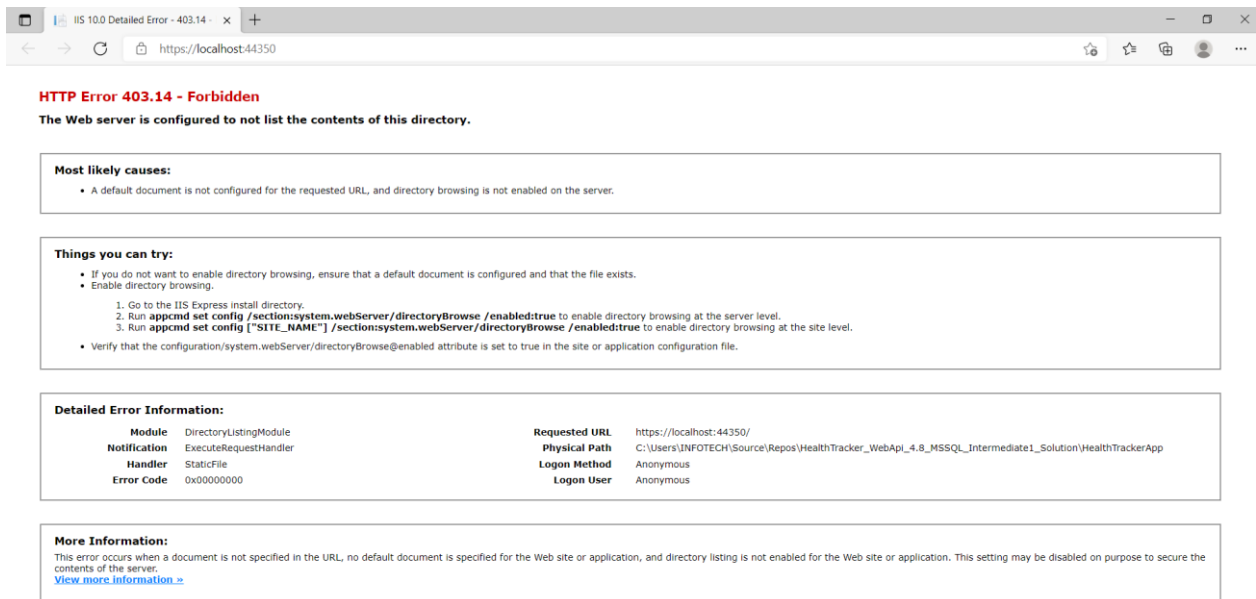 IIS 10.0 Detailed Error - 403.14 -
https://localhost:44350
HTTP Error 403.14 - Forbidden
The Web server is configured to not list the contents of this directory.
Most likely causes:
• A default document is not configured for the requested URL, and directory browsing is not enabled on the server.
Things you can try:
• If you do not want to enable directory browsing, ensure that a default document is configured and that the file exists.
• Enable directory browsing.
1. Go to the IIS Express install directory.
2. Run appcmd set config /section:system.webServer/directoryBrowse /enabled:true to enable directory browsing at the server level.
3. Run appcmd set config ["SITE_NAME"] /section:system.webServer/directoryBrowse /enabled:true to enable directory browsing at the site level.
• Verify that the configuration/system.webServer/directoryBrowse@enabled attribute is set to true in the site or application configuration file.
Detailed Error Information:
Module DirectoryListingModule
Notification ExecuteRequestHandler
Handler StaticFile
Error Code 0x00000000
Requested URL https://localhost:44350/
Physical Path C:\Users\INFOTECH\Source\Repos\HealthTracker_WebApi_4.8_MSSQL_Intermediate1_Solution\HealthTrackerApp
Logon Method Anonymous
Logon User Anonymous
More Information:
This error occurs when a document is not specified in the URL, no default document is specified for the Web site or application, and directory listing is not enabled for the Web site or application. This setting may be disabled on purpose to secure the
contents of the server.
View more information »